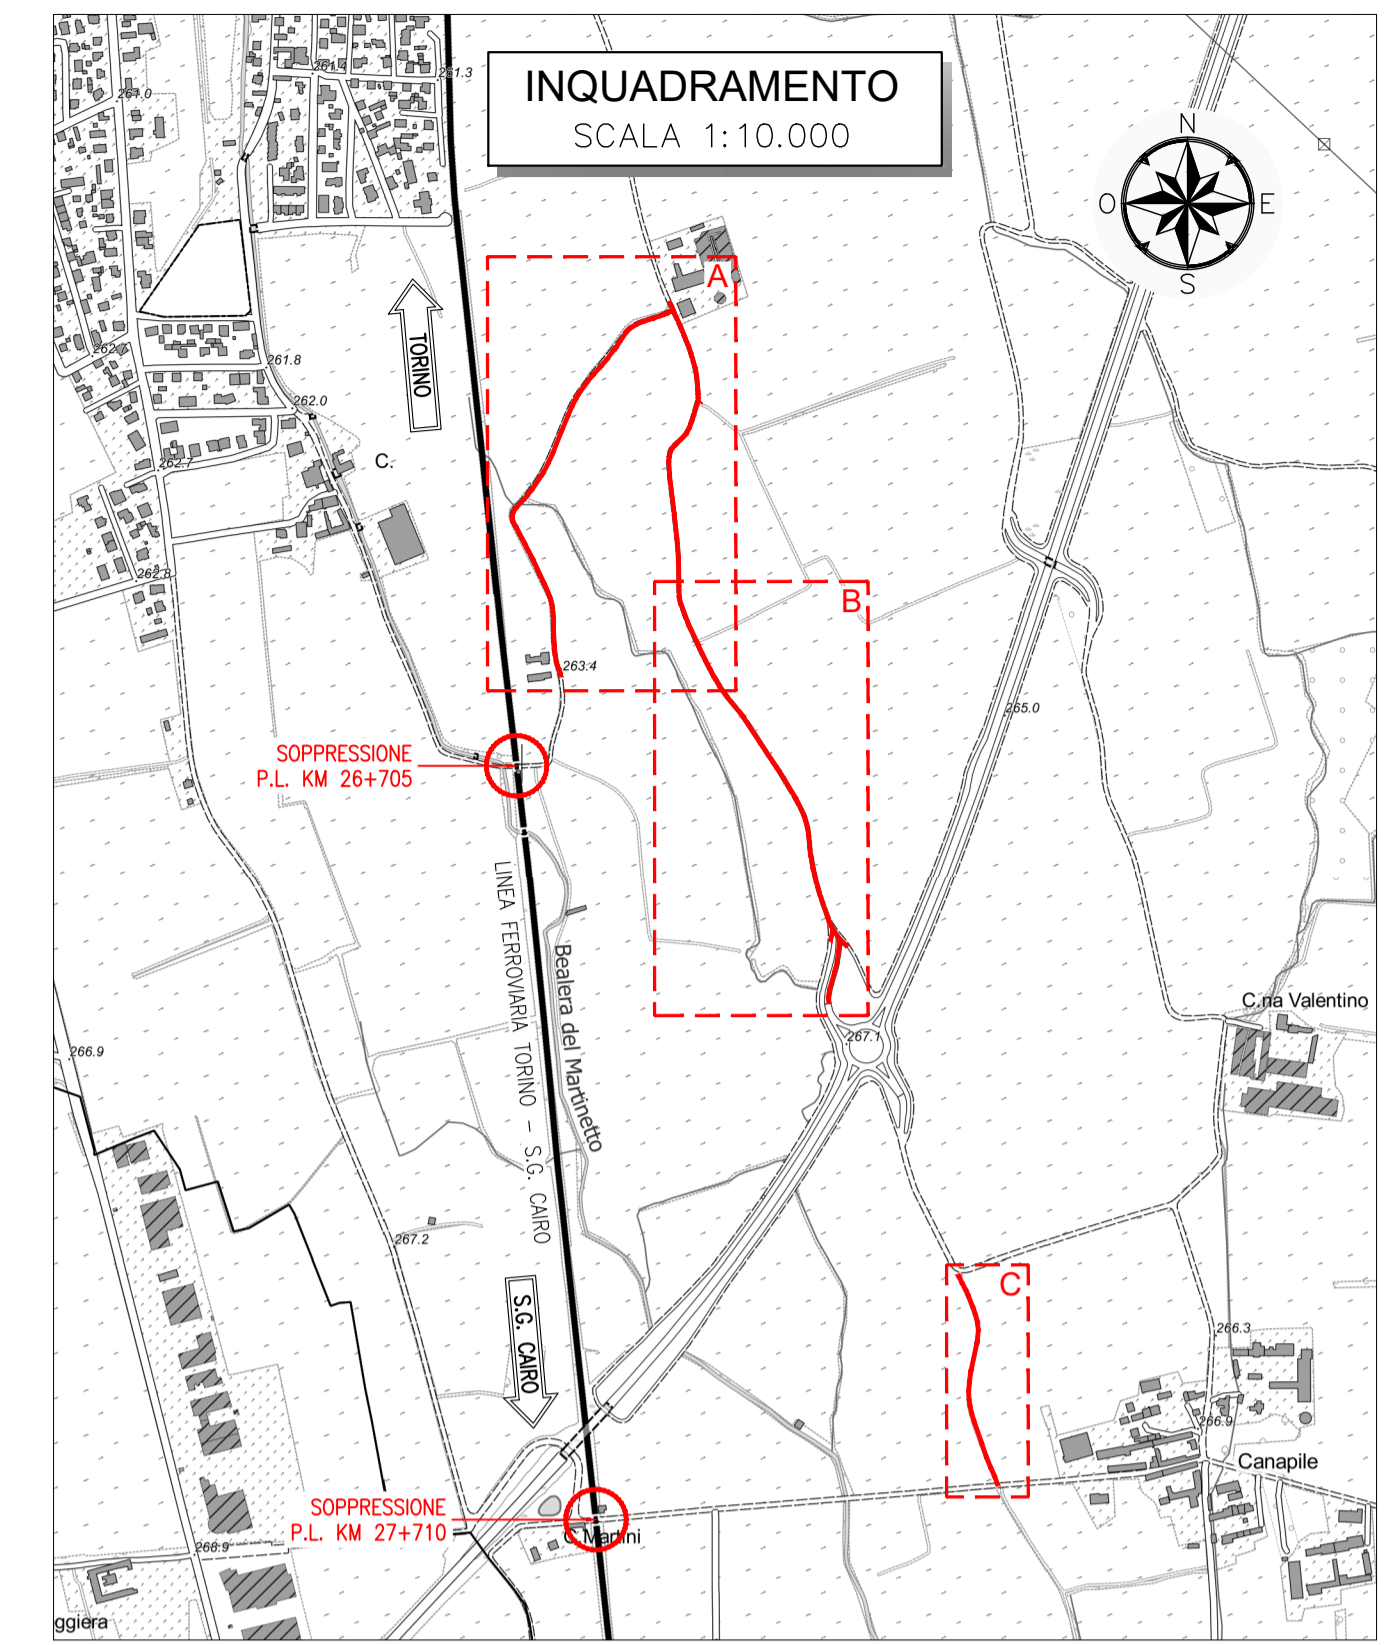 INQUADRAMENTO
SCALA 1:10.000
261.4
261.3
261.0
N
O
E
S
A
TORINO
262.7
261.8
262.0
262.7
C.
262.8
B
263.4
265.0
SOPPRESSIONE
P.L. KM 26+705
LINEA FERROVIARIA TORINO - S.G. CAIRO
Bealera del Martinetto
C.na Valentino
267.1
266.9
267.2
C
S.G. CAIRO
266.3
266.9
Canapile
SOPPRESSIONE
P.L. KM 27+710
C.Martini
268.9
ggiera